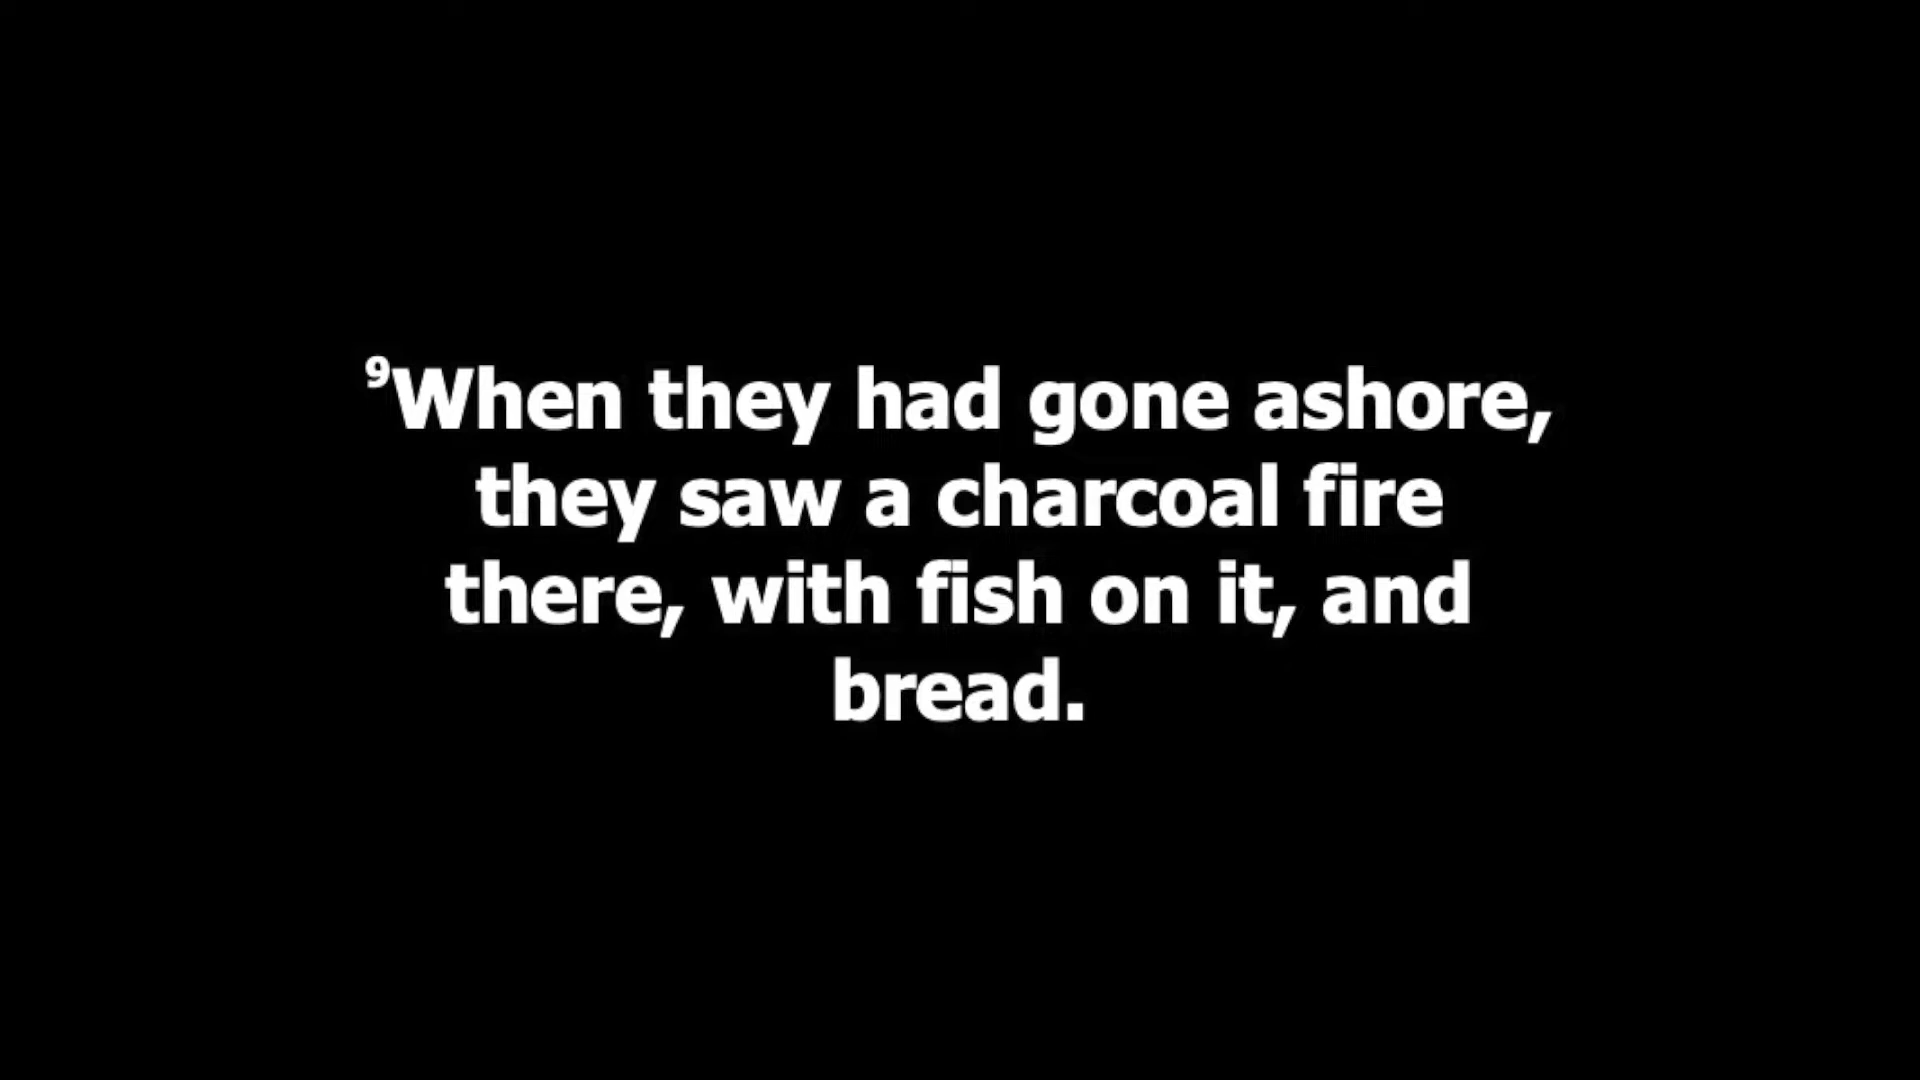 ⁹When they had gone ashore,
they saw a charcoal fire
there, with fish on it, and
bread.